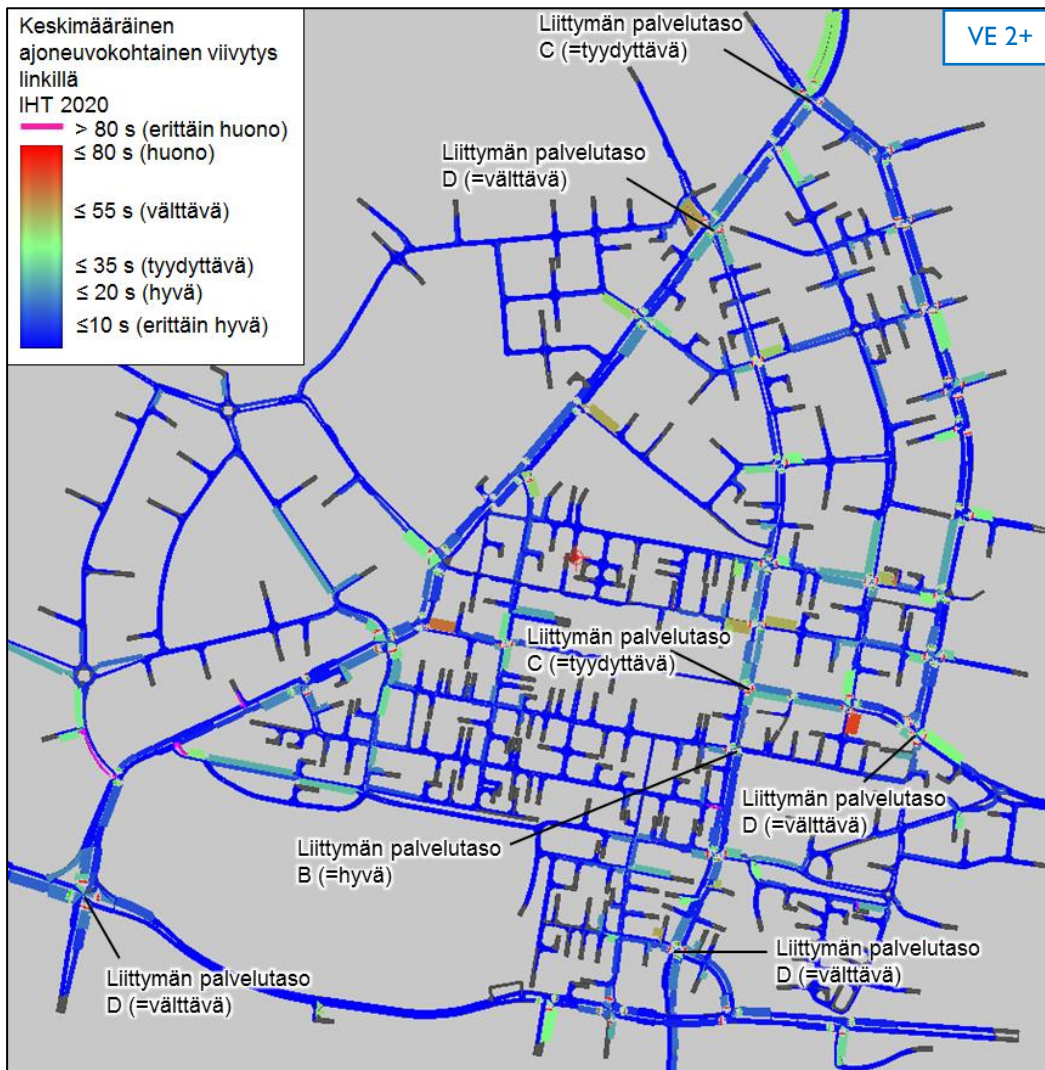 Keskimääräinen
ajoneuvokohtainen viivytys
linkillä
IHT 2020
> 80 s (erittäin huono)
≤ 80 s (huono)
≤ 55 s (välttävä)
≤ 35 s (tyydyttävä)
≤ 20 s (hyvä)
≤10 s (erittäin hyvä)
Liittymän palvelutaso
C (=tyydyttävä)
VE 2+
Liittymän palvelutaso
D (=välttävä)
Liittymän palvelutaso
C (=tyydyttävä)
Liittymän palvelutaso
D (=välttävä)
Liittymän palvelutaso
B (=hyvä)
Liittymän palvelutaso
D (=välttävä)
Liittymän palvelutaso
D (=välttävä)